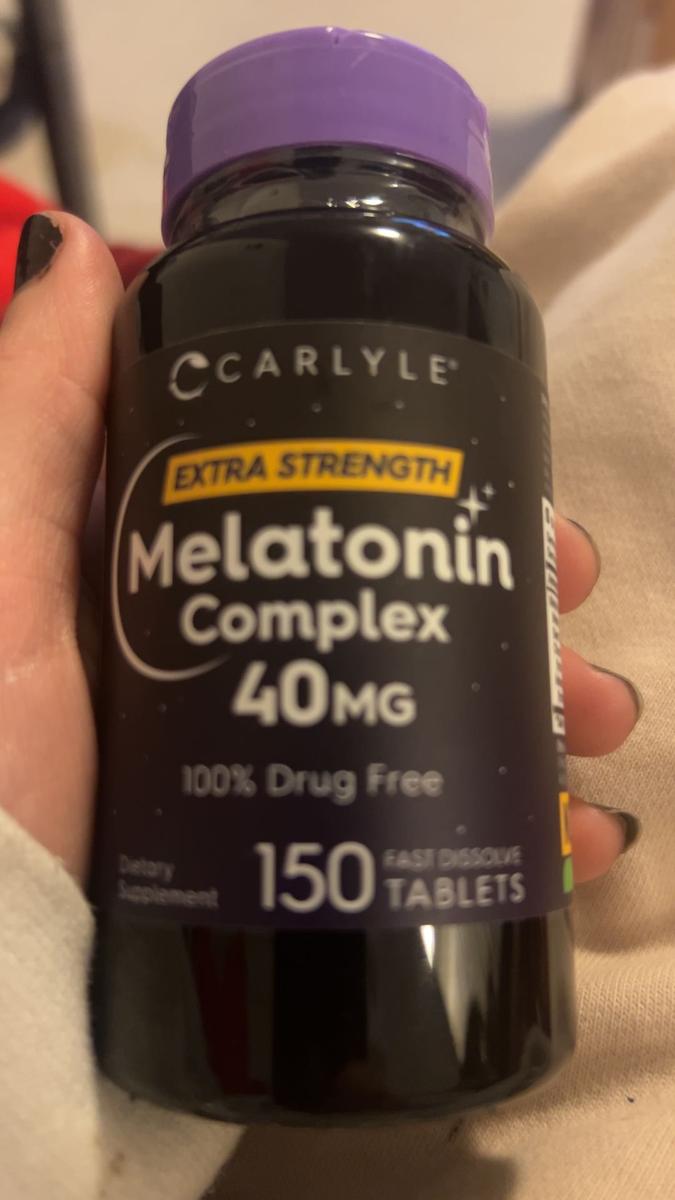 CARLYLE®
EXTRA STRENGTH
Melatonin
Complex
40MG
100% Drug Free
Dietary
Supplement
150
FAST DISSOLVE
TABLETS